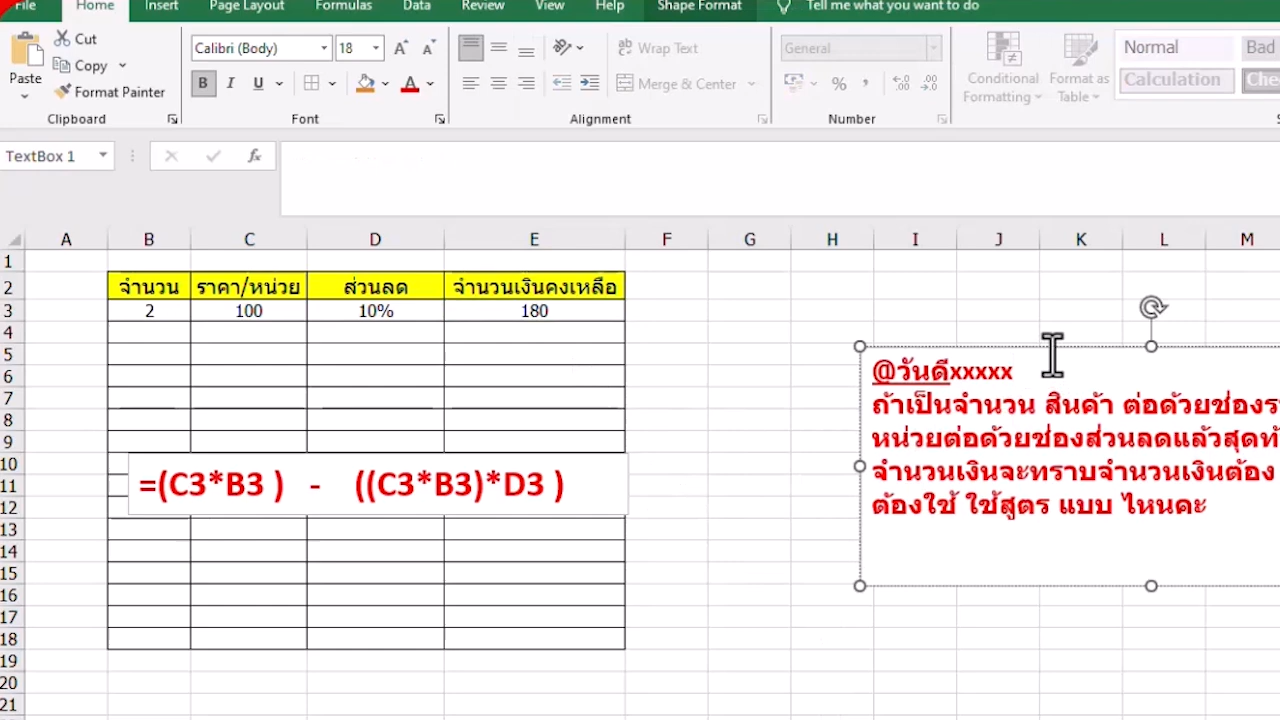 File Home Insert Page Layout Formulas Data Review View Help Shape Format Tell me what you want to do
Paste
Cut
Copy
Format Painter
Clipboard
Calibri (Body) 18 A A
B I U A
Font
Wrap Text
Merge & Center
Alignment
General
% ,
Number
Conditional Formatting
Format as Table
Normal Bad
Calculation
TextBox 1 fx
A B C D E F G H I J K L M
1
2 จำนวน ราคา/หน่วย ส่วนลด จำนวนเงินคงเหลือ
3 2 100 10% 180
4
5
6
7
8
9
10
11
12
13
14
15
16
17
18
19
20
21
=(C3*B3 ) - ((C3*B3)*D3 )
@วันดีxxxxx
ถ้าเป็นจำนวน สินค้า ต่อด้วยช่อง
หน่วยต่อด้วยช่องส่วนลดแล้วสุด
จำนวนเงินจะทราบจำนวนเงินต้อง
ต้องใช้ ใช้สูตร แบบ ไหนคะ